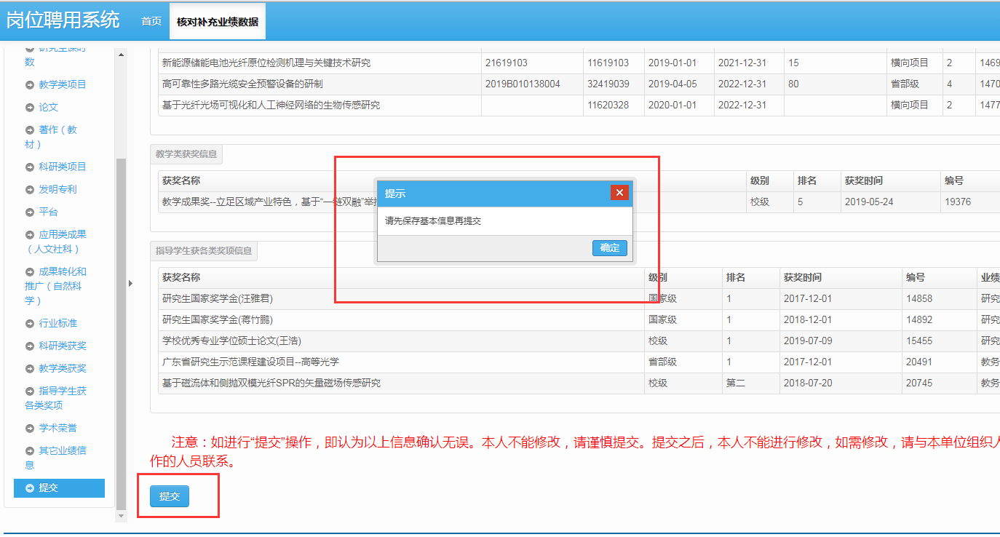 岗位聘用系统 首页 核对补充业绩数据
数
教学类项目
论文
著作（教
材）
科研类项目
发明专利
平台
应用类成果
（人文社科）
成果转化和
推广（自然科
学）
行业标准
科研类获奖
教学类获奖
指导学生获
各类奖项
学术荣誉
其它业绩信
息
提交
新能源储能电池光纤原位检测机理与关键技术研究 21619103 11619103 2019-01-01 2021-12-31 15 横向项目 2 1469
高可靠性多路光缆安全预警设备的研制 2019B010138004 32419039 2019-04-05 2022-12-31 80 省部级 4 1470
基于光纤光场可视化和人工神经网络的生物传感研究 11620328 2020-01-01 2022-12-31 横向项目 2 1477
教学类获奖信息
获奖名称 级别 排名 获奖时间 编号
教学成果奖--立足区域产业特色，基于“一链双融”举措 校级 5 2019-05-24 19376
提示
请先保存基本信息再提交
确定
指导学生获各类奖项信息
获奖名称 级别 排名 获奖时间 编号 业绩
研究生国家奖学金(汪雅君) 国家级 1 2017-12-01 14858 研究
研究生国家奖学金(蒋竹鹏) 国家级 1 2018-12-01 14892 研究
学校优秀专业学位硕士论文(王浩) 校级 1 2019-07-09 15455 研究
广东省研究生示范课程建设项目--高等光学 省部级 1 2017-12-01 20491 教务
基于磁流体和侧抛双模光纤SPR的矢量磁场传感研究 校级 第二 2018-07-20 20745 教务
注意：如进行“提交”操作，即认为以上信息确认无误。本人不能修改，请谨慎提交。提交之后，本人不能进行修改，如需修改，请与本单位组织人
作的人员联系。
提交